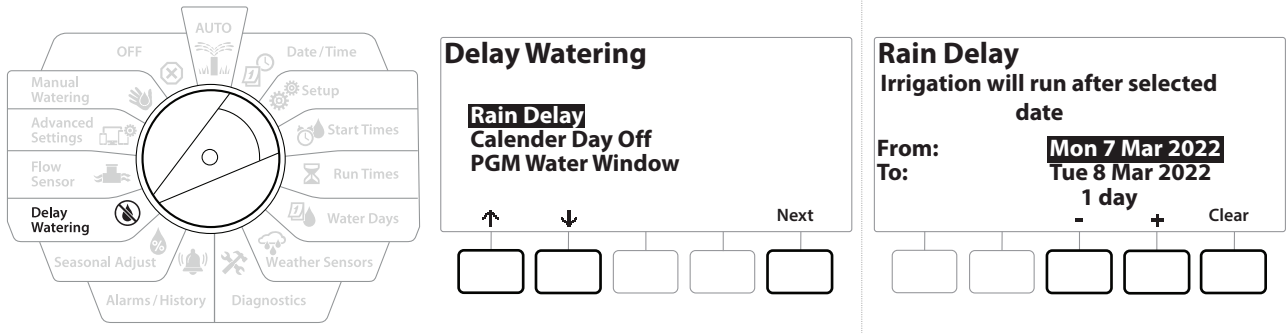 AUTO
Date/Time
Setup
Start Times
Run Times
Water Days
Weather Sensors
Diagnostics
Alarms/History
Seasonal Adjust
%
Delay
Watering
Flow
Sensor
Advanced
Settings
Manual
Watering
OFF
1
1
Delay Watering
Rain Delay
Calender Day Off
PGM Water Window
Next
Rain Delay
Irrigation will run after selected
date
From: Mon 7 Mar 2022
To: Tue 8 Mar 2022
1 day
- + Clear